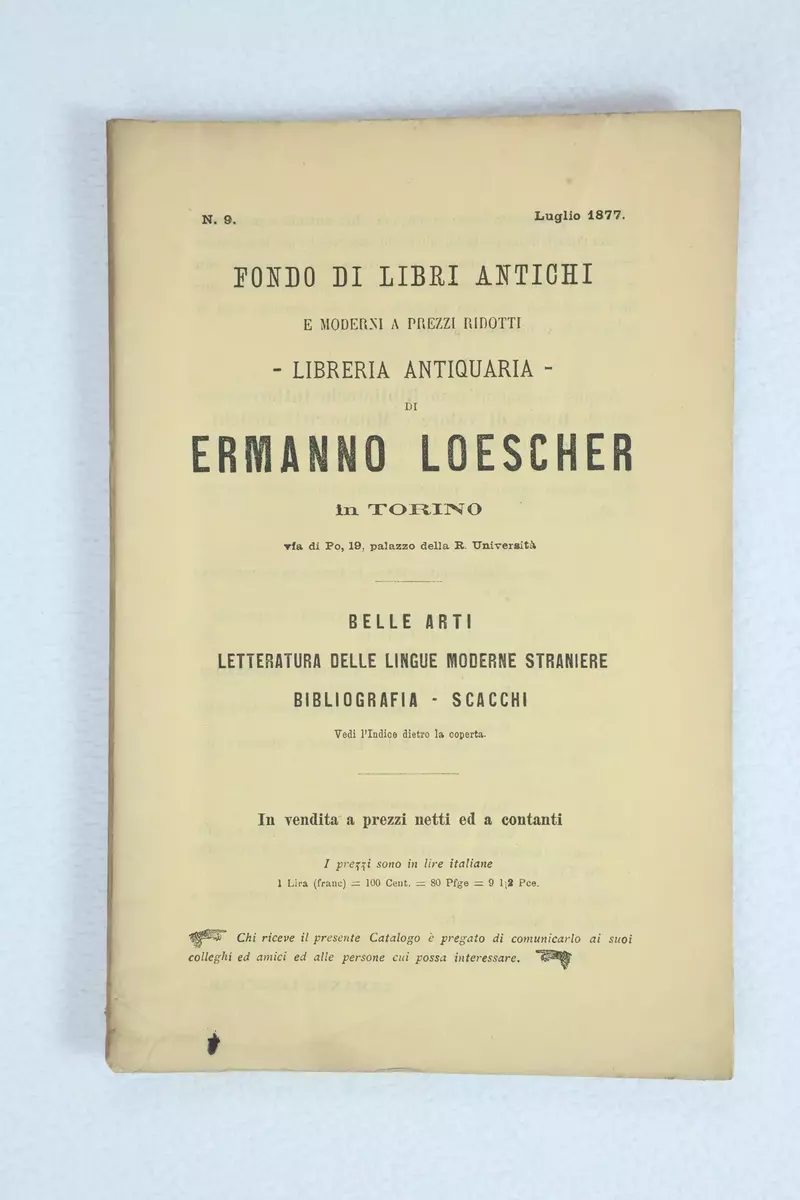 N. 9.
Luglio 1877.
FONDO DI LIBRI ANTICHI
E MODERNI A PREZZI RIDOTTI
- LIBRERIA ANTIQUARIA -
DI
ERMANNO LOESCHER
in TORINO
via di Po, 19, palazzo della R. Università
BELLE ARTI
LETTERATURA DELLE LINGUE MODERNE STRANIERE
BIBLIOGRAFIA - SCACCHI
Vedi l'Indice dietro la coperta.
In vendita a prezzi netti ed a contanti
I prezzi sono in lire italiane
1 Lira (franc) = 100 Cent. = 80 Pfge = 9 1/2 Pce.
Chi riceve il presente Catalogo è pregato di comunicarlo ai suoi
colleghi ed amici ed alle persone cui possa interessare.